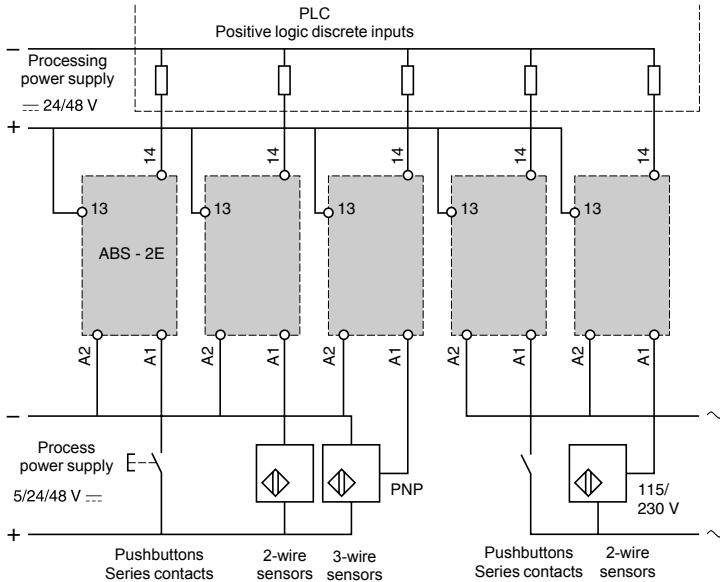 PLC
Positive logic discrete inputs
−
Processing
power supply
⎓ 24/48 V
+
14
14
14
14
14
13
13
13
13
13
ABS - 2E
A2
A1
A2
A1
A2
A1
A2
A1
A2
A1
−
~
Process
power supply
5/24/48 V ⎓
PNP
115/
230 V
+
~
Pushbuttons
Series contacts
2-wire
sensors
3-wire
sensors
Pushbuttons
Series contacts
2-wire
sensors